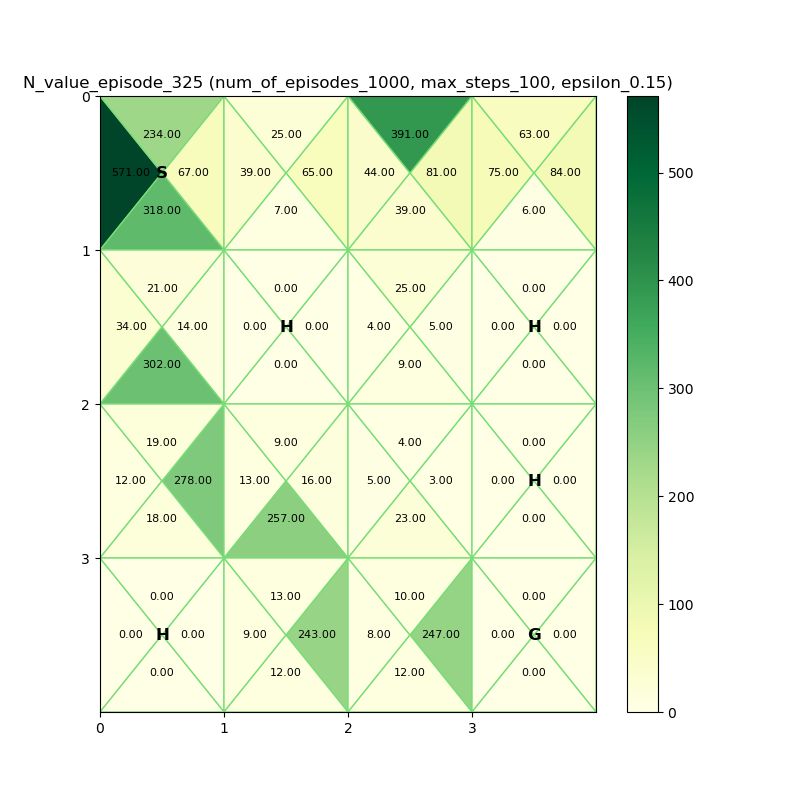 N_value_episode_325 (num_of_episodes_1000, max_steps_100, epsilon_0.15)
0
234.00 25.00 391.00 63.00
571.00 S 67.00 39.00 65.00 44.00 81.00 75.00 84.00 500
318.00 7.00 39.00 6.00
1
21.00 0.00 25.00 0.00 400
34.00 14.00 0.00 H 0.00 4.00 5.00 0.00 H 0.00
302.00 0.00 9.00 0.00
300
2
19.00 9.00 4.00 0.00
12.00 278.00 13.00 16.00 5.00 3.00 0.00 H 0.00
200
18.00 257.00 23.00 0.00
3
0.00 13.00 10.00 0.00
100
0.00 H 0.00 9.00 243.00 8.00 247.00 0.00 G 0.00
0.00 12.00 12.00 0.00
0
0 1 2 3